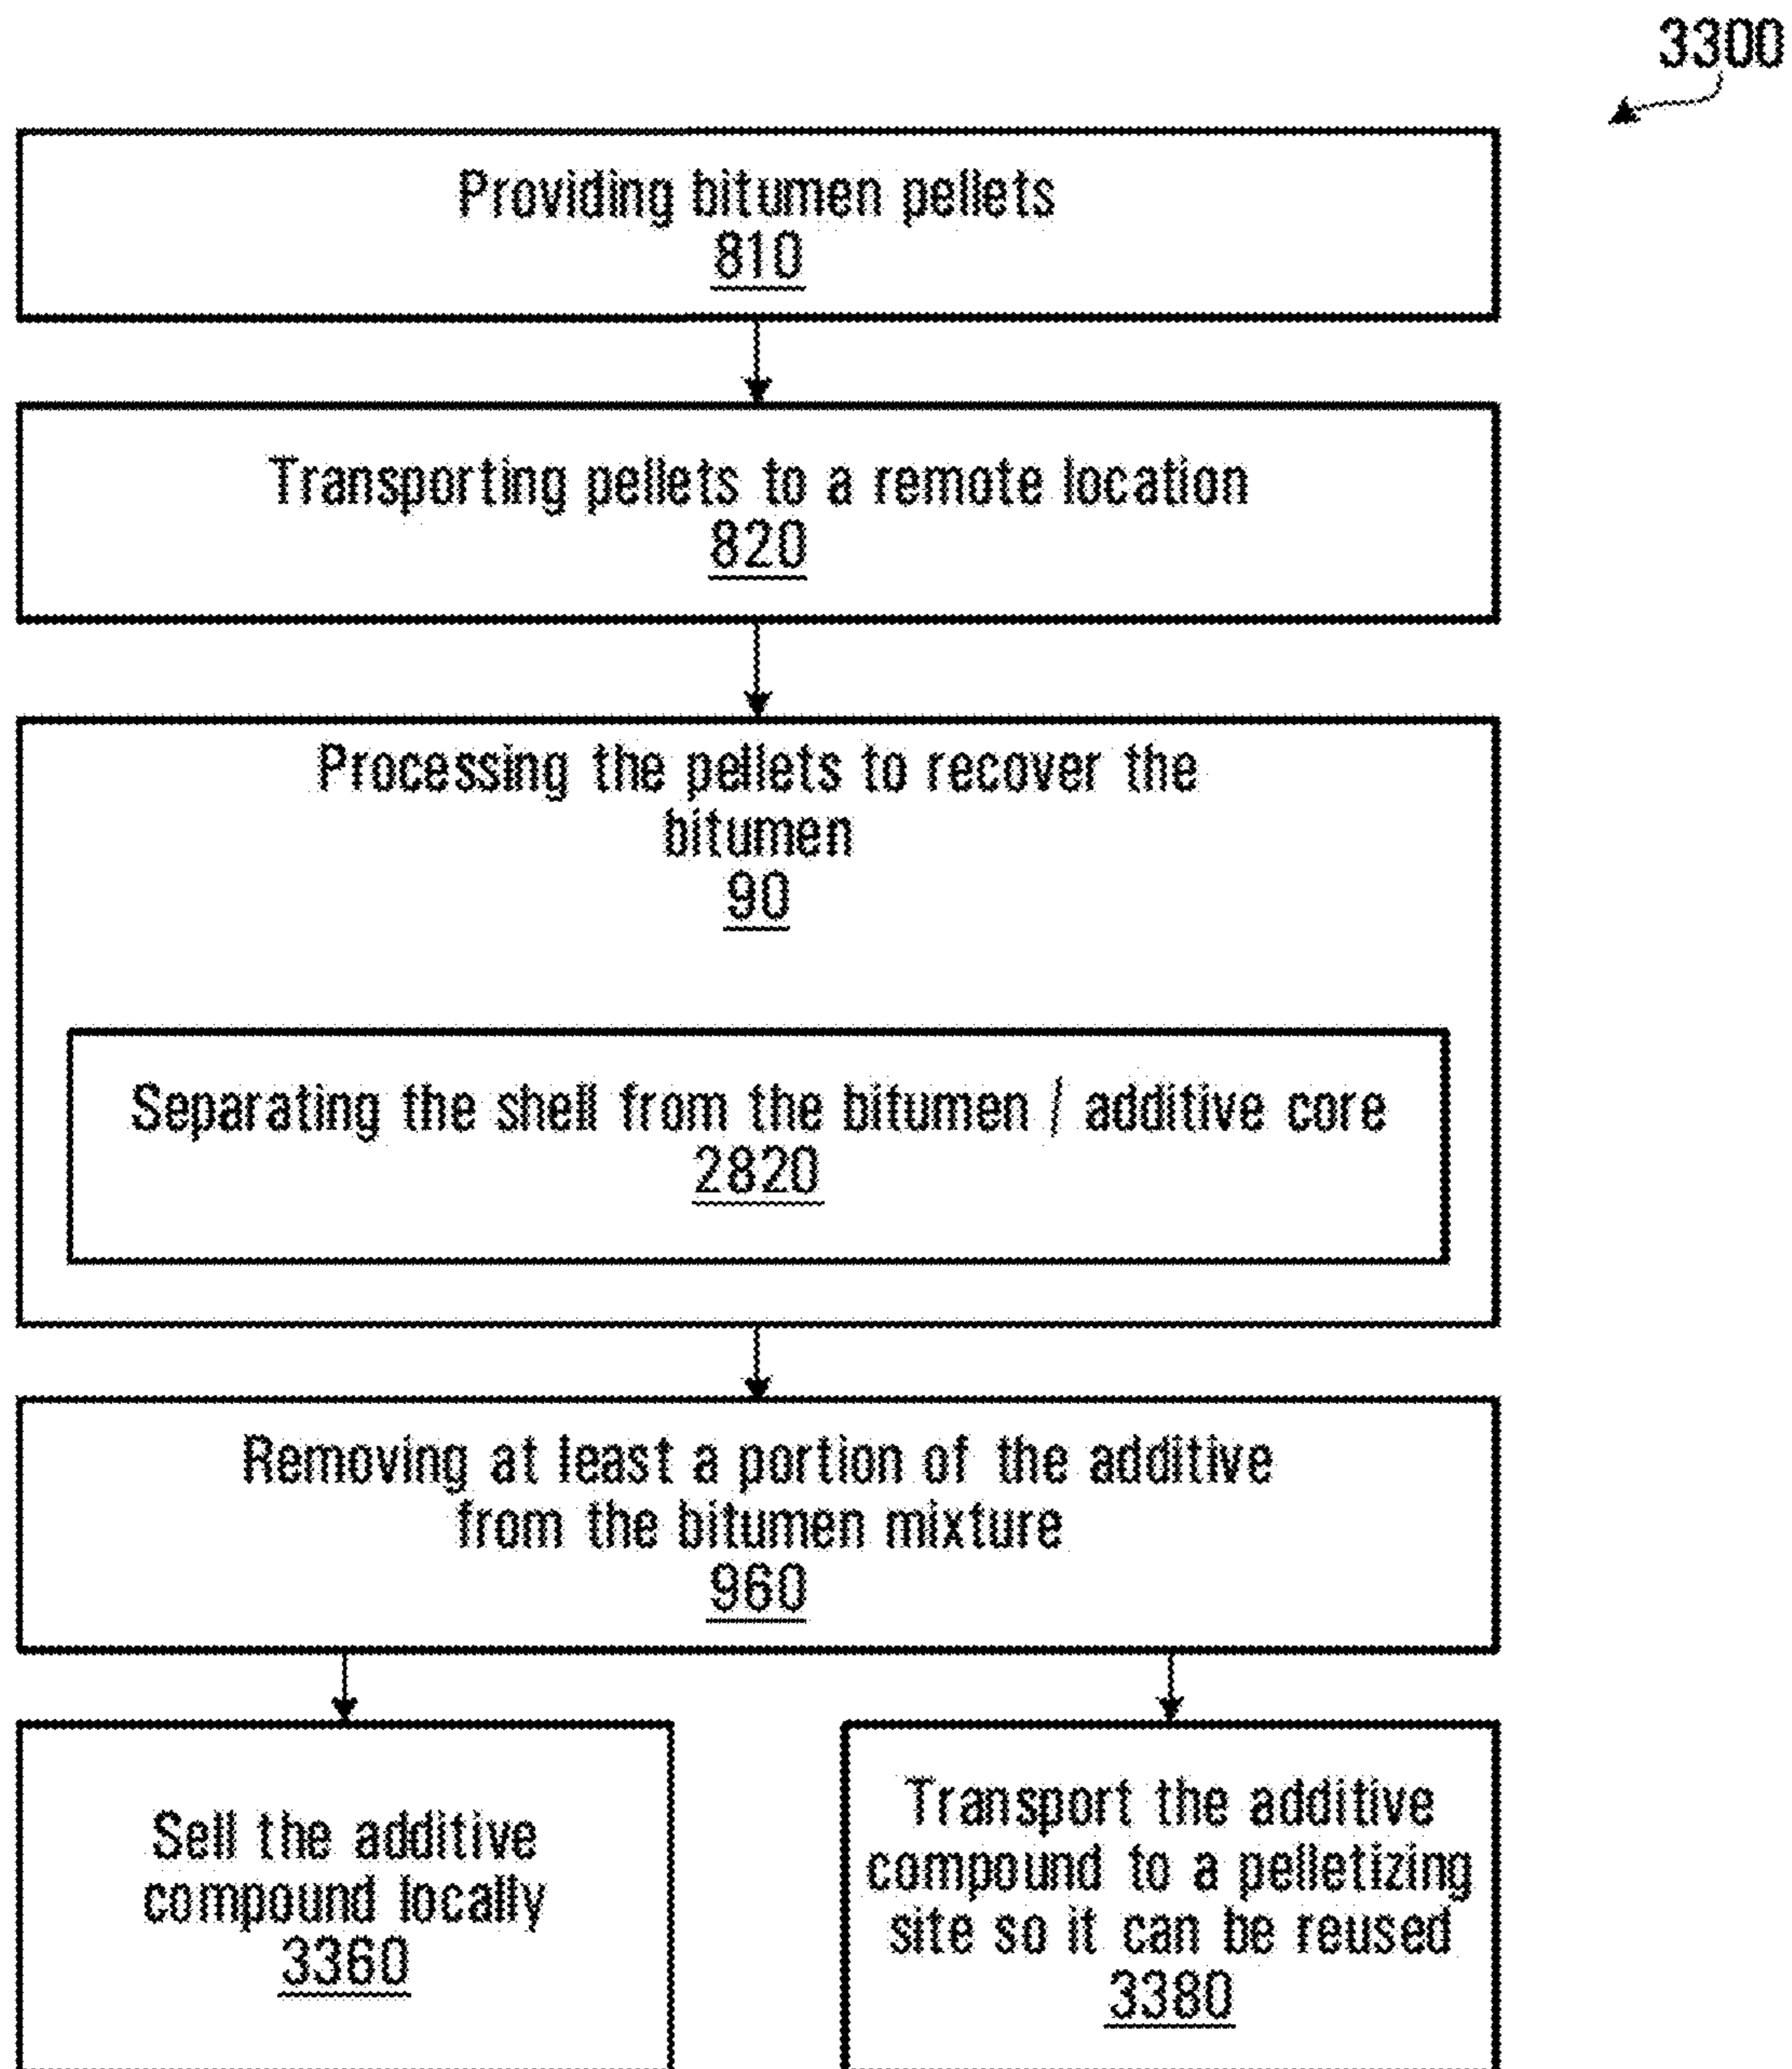 3300
Providing bitumen pellets
810
Transporting pellets to a remote location
820
Processing the pellets to recover the
bitumen
90
Separating the shell from the bitumen / additive core
2820
Removing at least a portion of the additive
from the bitumen mixture
960
Sell the additive
compound locally
3360
Transport the additive
compound to a pelletizing
site so it can be reused
3380